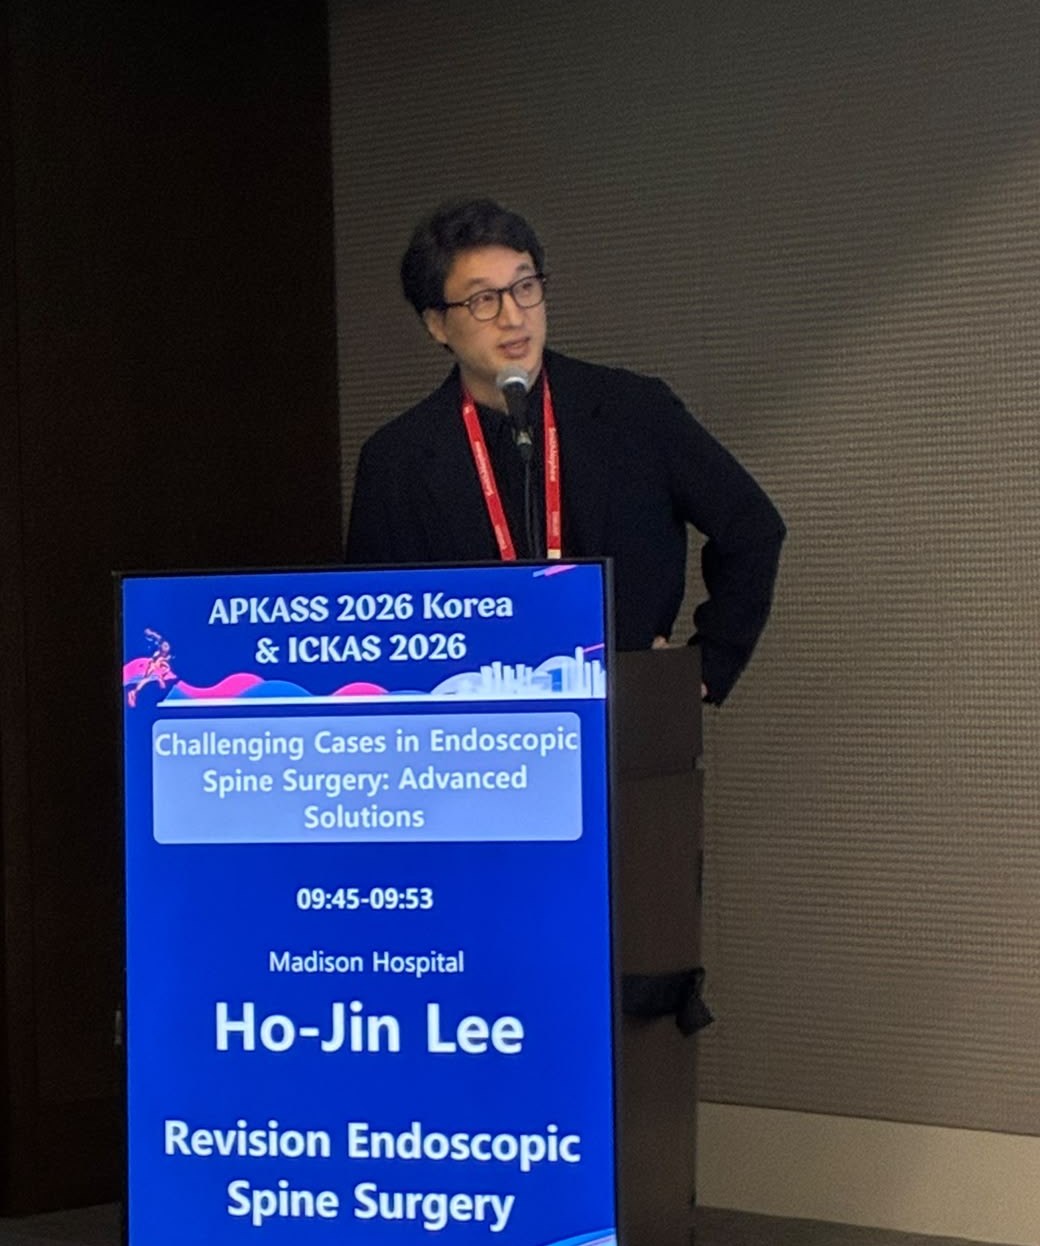 APKASS 2026 Korea
& ICKAS 2026
Challenging Cases in Endoscopic
Spine Surgery: Advanced
Solutions
09:45-09:53
Madison Hospital
Ho-Jin Lee
Revision Endoscopic
Spine Surgery